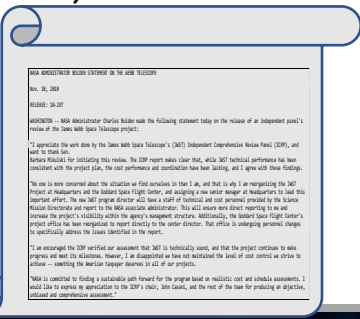 NASA ADMINISTRATOR BOLDEN STATEMENT ON THE WEBB TELESCOPE
Nov. 10, 2010
RELEASE: 10-297
WASHINGTON -- NASA Administrator Charles Bolden made the following statement today on the release of an independent panel's
review of the James Webb Space Telescope project:
"I appreciate the work done by the James Webb Space Telescope's (JWST) Independent Comprehensive Review Panel (ICRP), and
want to thank Sen.
Barbara Mikulski for initiating this review. The ICRP report makes clear that, while JWST technical performance has been
consistent with the project plan, the cost performance and coordination have been lacking, and I agree with these findings.
"No one is more concerned about the situation we find ourselves in than I am, and that is why I am reorganizing the JWST
Project at Headquarters and the Goddard Space Flight Center, and assigning a new senior manager at Headquarters to lead this
important effort. The new JWST program director will have a staff of technical and cost personnel provided by the Science
Mission Directorate and report to the NASA associate administrator. This will ensure more direct reporting to me and
increase the project's visibility within the agency's management structure. Additionally, the Goddard Space Flight Center's
project office has been reorganized to report directly to the center director. That office is undergoing personnel changes
to specifically address the issues identified in the report.
"I am encouraged the ICRP verified our assessment that JWST is technically sound, and that the project continues to make
progress and meet its milestones. However, I am disappointed we have not maintained the level of cost control we strive to
achieve -- something the American taxpayer deserves in all of our projects.
"NASA is committed to finding a sustainable path forward for the program based on realistic cost and schedule assessments. I
would like to express my appreciation to the ICRP's chair, John Casani, and the rest of the team for producing an objective,
unbiased and comprehensive assessment."